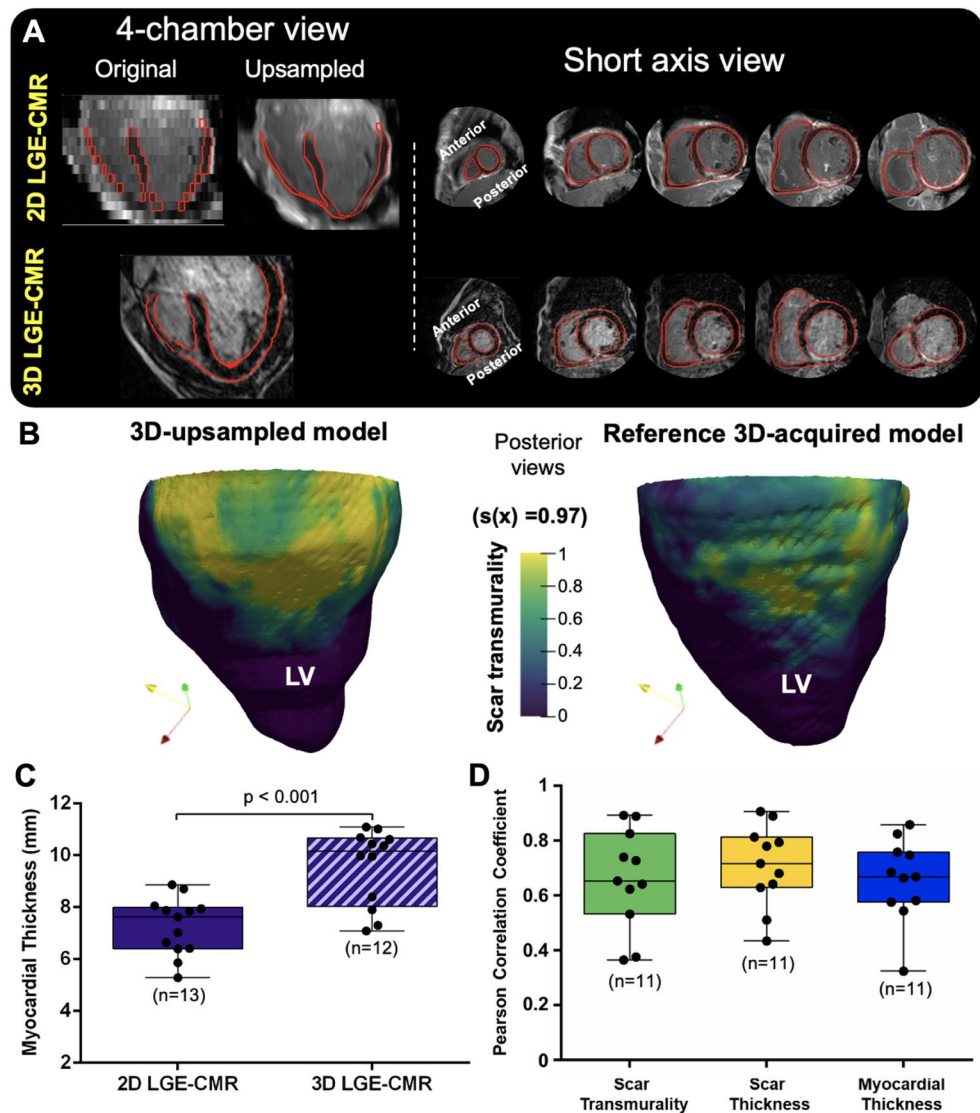 A
4-chamber view
Original
Upsampled
Short axis view
2D LGE-CMR
Anterior
Posterior
3D LGE-CMR
Anterior
Posterior
B
3D-upsampled model
Posterior
views
Reference 3D-acquired model
(s(x) =0.97)
Scar transmurality
1
0.8
0.6
0.4
0.2
0
LV
LV
C
Myocardial Thickness (mm)
12
10
8
6
4
2
p < 0.001
(n=13)
(n=12)
2D LGE-CMR
3D LGE-CMR
D
Pearson Correlation Coefficient
1
0.8
0.6
0.4
0.2
0
(n=11)
(n=11)
(n=11)
Scar
Transmurality
Scar
Thickness
Myocardial
Thickness